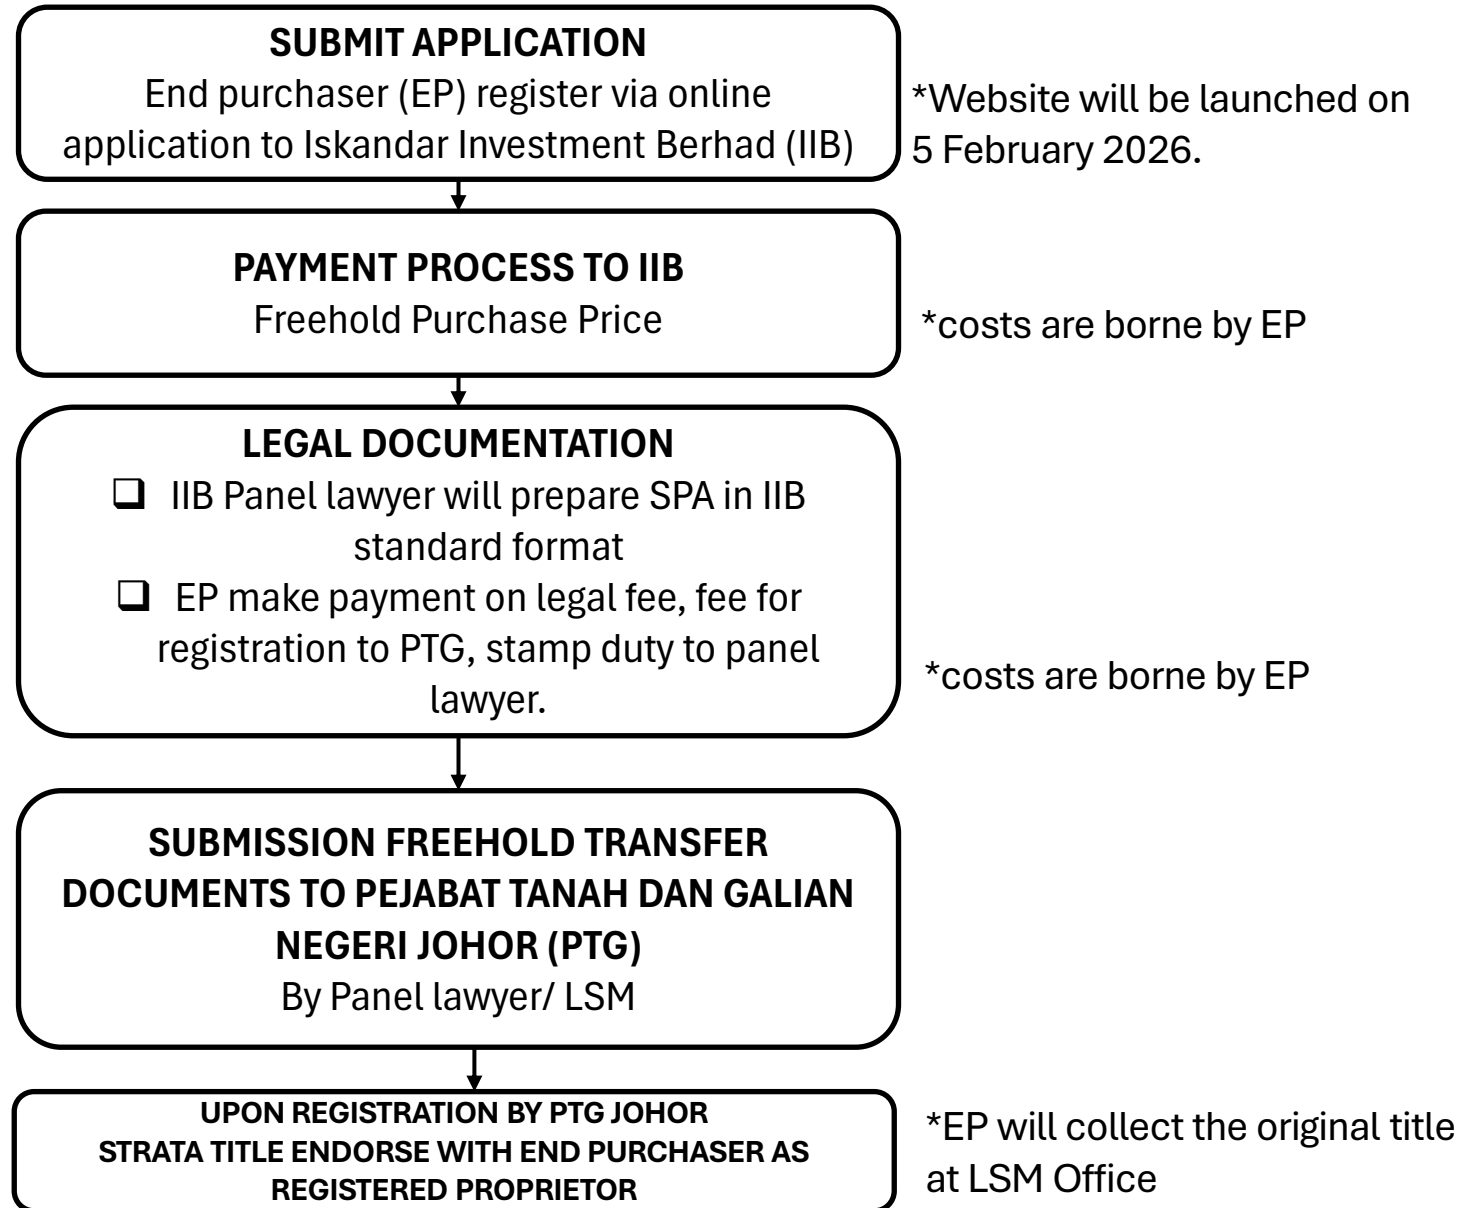 SUBMIT APPLICATION
End purchaser (EP) register via online
application to Iskandar Investment Berhad (IIB)
*Website will be launched on
5 February 2026.
PAYMENT PROCESS TO IIB
Freehold Purchase Price
*costs are borne by EP
LEGAL DOCUMENTATION
❑ IIB Panel lawyer will prepare SPA in IIB
standard format
❑ EP make payment on legal fee, fee for
registration to PTG, stamp duty to panel
lawyer.
*costs are borne by EP
SUBMISSION FREEHOLD TRANSFER
DOCUMENTS TO PEJABAT TANAH DAN GALIAN
NEGERI JOHOR (PTG)
By Panel lawyer/ LSM
UPON REGISTRATION BY PTG JOHOR
STRATA TITLE ENDORSE WITH END PURCHASER AS
REGISTERED PROPRIETOR
*EP will collect the original title
at LSM Office